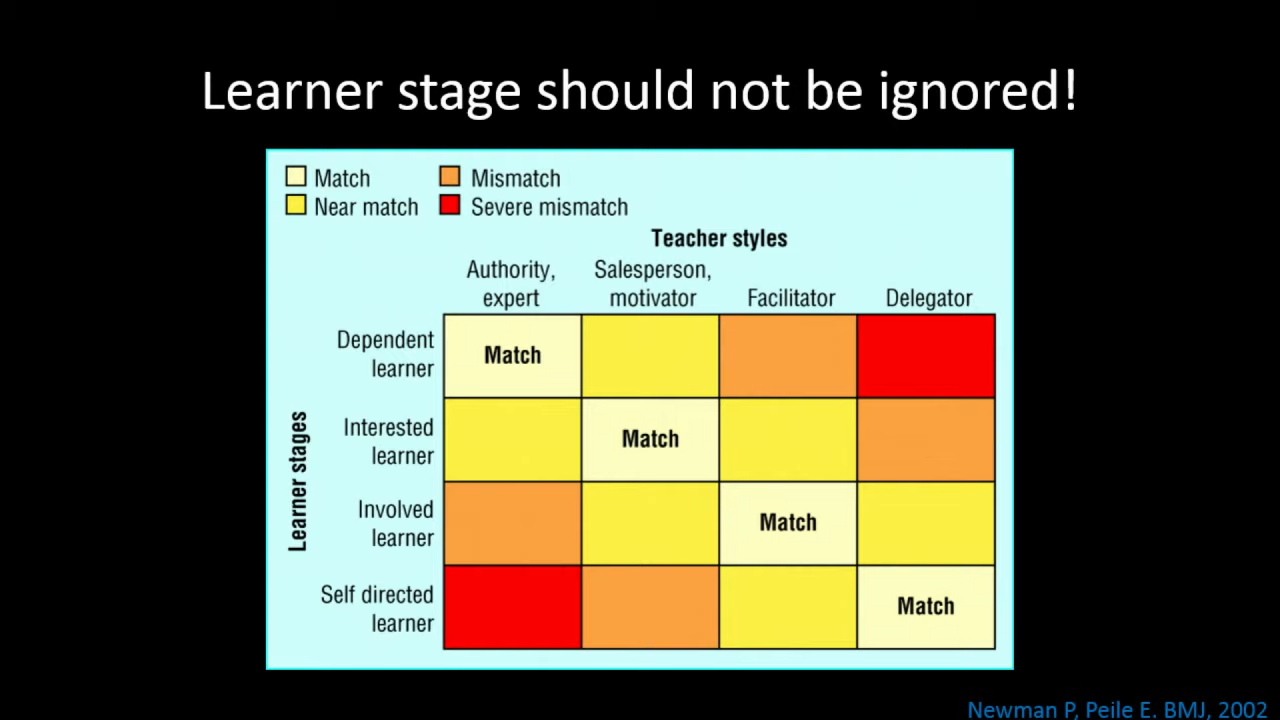 Learner stage should not be ignored!
Match
Mismatch
Near match
Severe mismatch
Teacher styles
Authority,
expert
Salesperson,
motivator
Facilitator
Delegator
Learner stages
Dependent
learner
Match
Interested
learner
Match
Involved
learner
Match
Self directed
learner
Match
Newman P, Peile E. BMJ, 2002